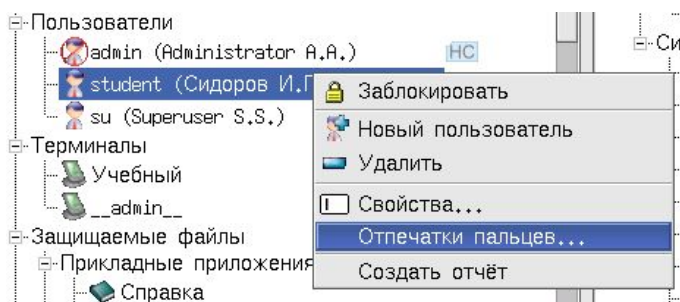 Пользователи
admin (Administrator A.A.) НС
student (Сидоров И.П
su (Superuser S.S.)
Терминалы
Учебный
__admin__
Защищаемые файлы
Прикладные приложения
Справка
Си
Заблокировать
Новый пользователь
Удалить
Свойства...
Отпечатки пальцев...
Создать отчёт